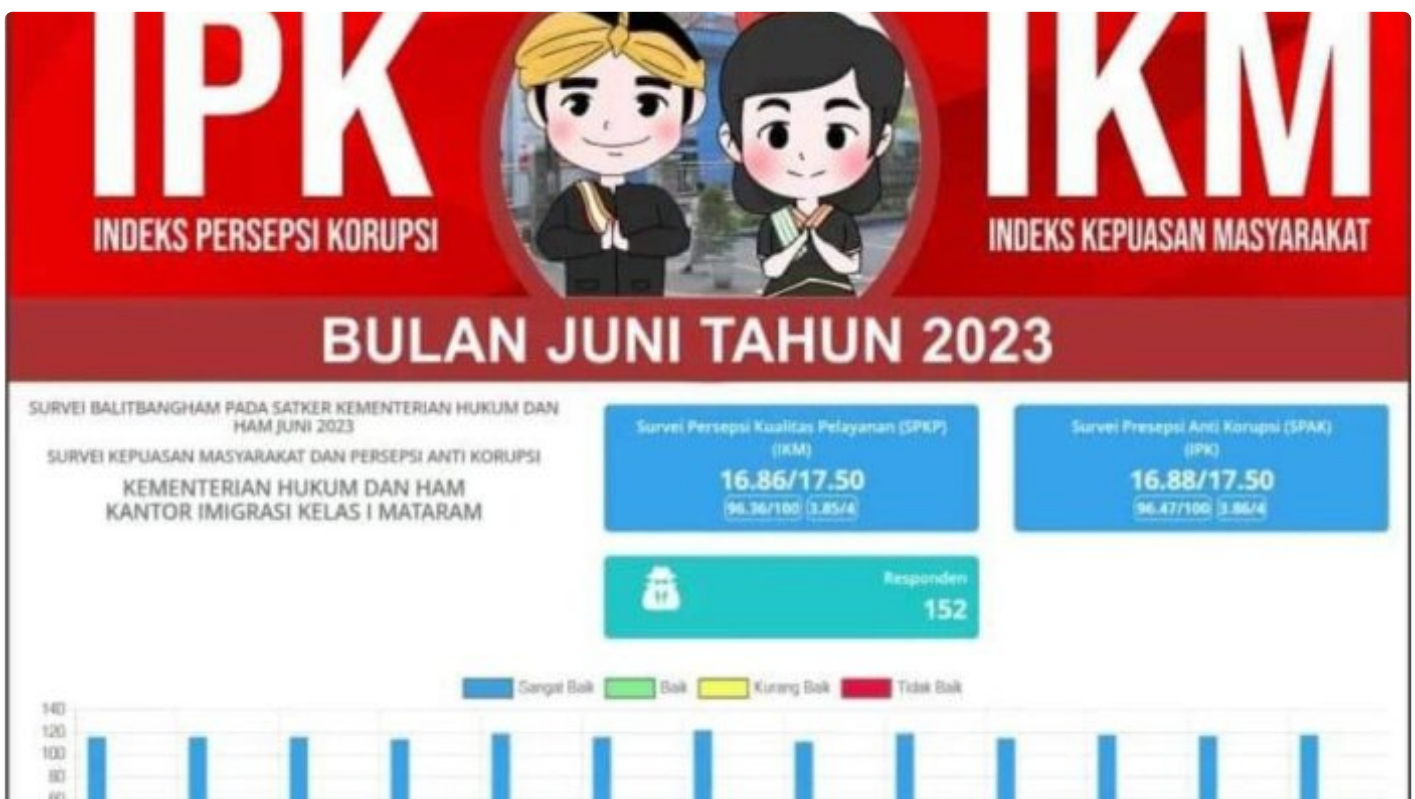 IPK
INDEKS PERSEPSI KORUPSI
IKM
INDEKS KEPUASAN MASYARAKAT
BULAN JUNI TAHUN 2023
SURVEI BALITBANGHAM PADA SATKER KEMENTERIAN HUKUM DAN
HAM JUNI 2023
SURVEI KEPUASAN MASYARAKAT DAN PERSEPSI ANTI KORUPSI
KEMENTERIAN HUKUM DAN HAM
KANTOR IMIGRASI KELAS I MATARAM
Survei Persepsi Kualitas Pelayanan (SPKP)
(IKM)
16.86/17.50
96.36/100 3.85/4
Survei Presepsi Anti Korupsi (SPAK)
(IPK)
16.88/17.50
96.47/100 3.86/4
Responden
152
Sangat Baik Baik Kurang Baik Tidak Baik
140
120
100
80
60